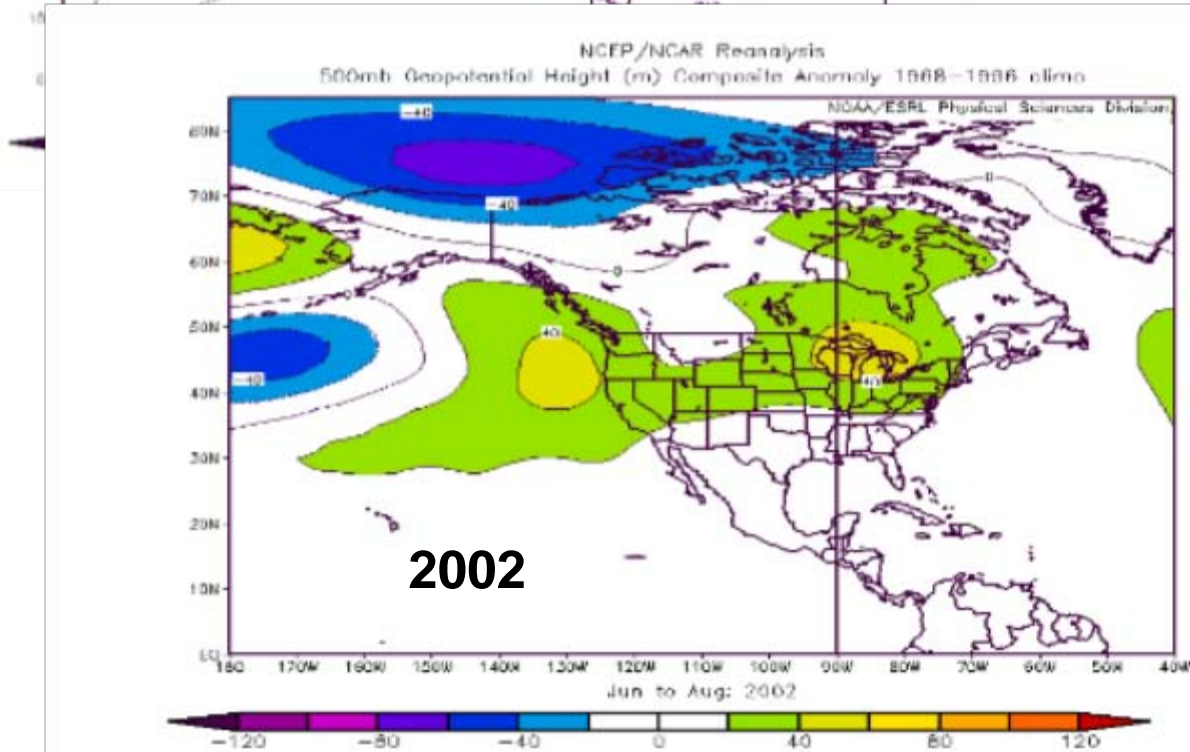 NCEP/NCAR Reanalysis
500mb Geopotential Height (m) Composite Anomaly 1968-1996 climo
NOAA/ESRL Physical Sciences Division
80N
-40
70N
-40
0
60N
0
0
50N
40
-40
40
40N
30N
20N
2002
10N
EQ
180 170W 160W 150W 140W 130W 120W 110W 100W 90W 80W 70W 60W 50W 40W
Jun to Aug: 2002
-120 -80 -40 0 40 80 120